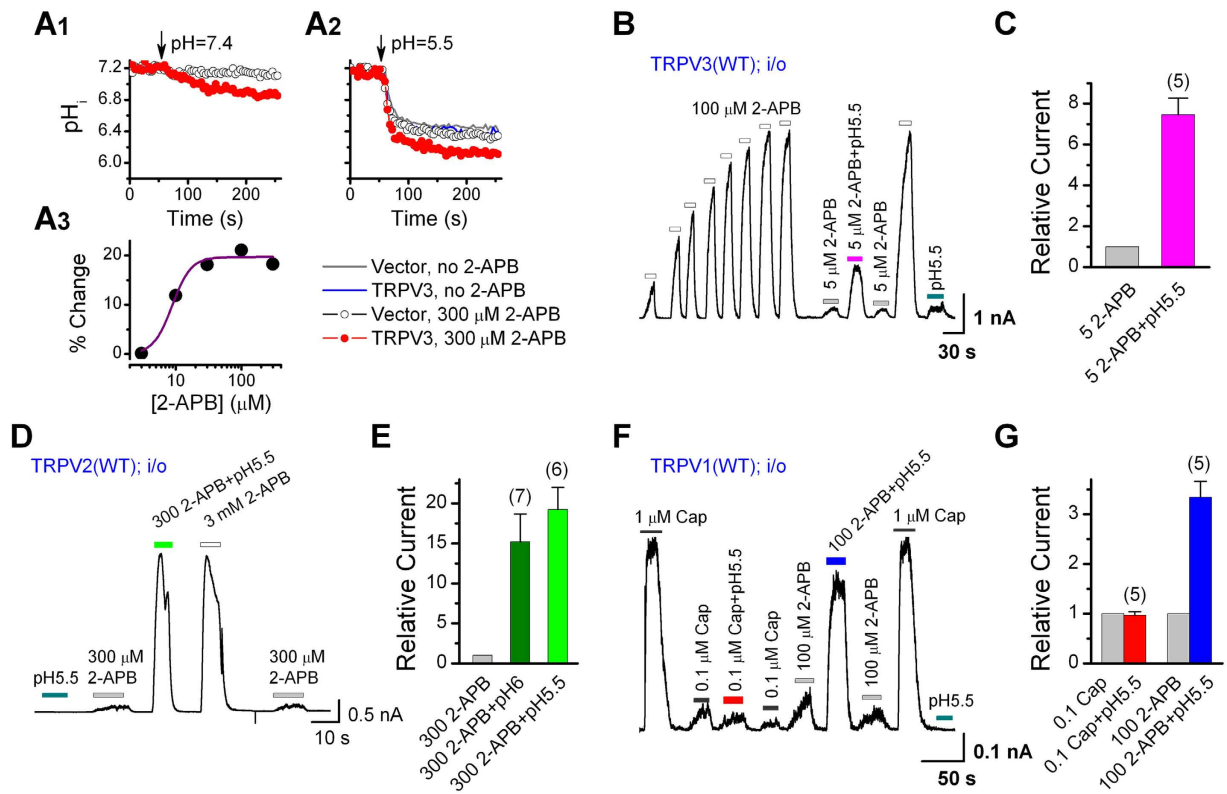 A1
pH=7.4
7.2
6.8
6.4
6.0
pHi
0 100 200
Time (s)
A2
pH=5.5
0 100 200
Time (s)
A3
20
10
0
% Change
10 100
[2-APB] (μM)
Vector, no 2-APB
TRPV3, no 2-APB
Vector, 300 μM 2-APB
TRPV3, 300 μM 2-APB
B
TRPV3(WT); i/o
100 μM 2-APB
5 μM 2-APB
5 μM 2-APB+pH5.5
5 μM 2-APB
pH5.5
1 nA
30 s
C
(5)
8
6
4
2
0
Relative Current
5 2-APB
5 2-APB+pH5.5
D
TRPV2(WT); i/o
300 2-APB+pH5.5
3 mM 2-APB
pH5.5
300 μM
2-APB
300 μM
2-APB
0.5 nA
10 s
E
(7)
(6)
20
15
10
5
0
Relative Current
300 2-APB
300 2-APB+pH6
300 2-APB+pH5.5
F
TRPV1(WT); i/o
1 μM Cap
0.1 μM Cap
0.1 μM Cap+pH5.5
0.1 μM Cap
100 μM 2-APB
100 2-APB+pH5.5
100 μM 2-APB
1 μM Cap
pH5.5
0.1 nA
50 s
G
(5)
(5)
3
2
1
0
Relative Current
0.1 Cap
0.1 Cap+pH5.5
100 2-APB
100 2-APB+pH5.5